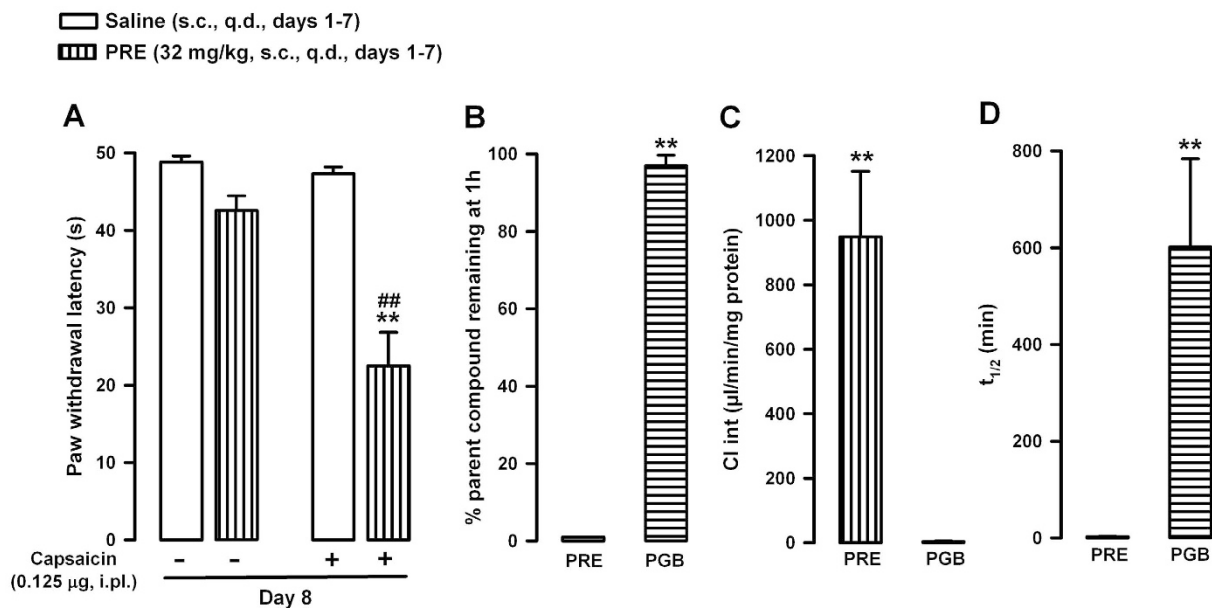 Saline (s.c., q.d., days 1-7)
PRE (32 mg/kg, s.c., q.d., days 1-7)
A
Paw withdrawal latency (s)
50
40
30
20
10
0
##
**
Capsaicin
(0.125 µg, i.pl.)
– – + +
Day 8
B
% parent compound remaining at 1h
100
80
60
40
20
0
**
PRE PGB
C
Cl int (µl/min/mg protein)
1200
1000
800
600
400
200
0
**
PRE PGB
D
t1/2 (min)
800
600
400
200
0
**
PRE PGB